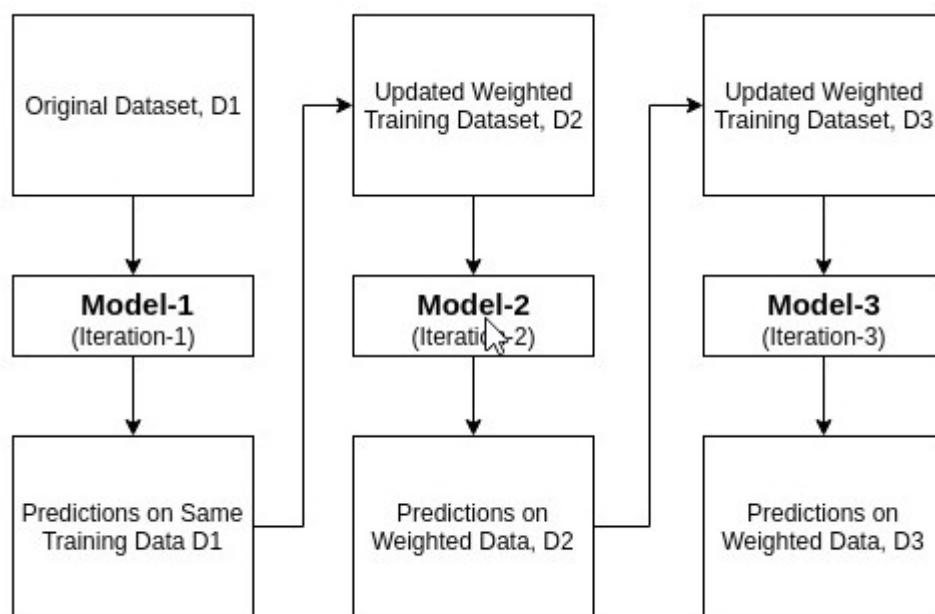 Original Dataset, D1
Updated Weighted
Training Dataset, D2
Updated Weighted
Training Dataset, D3
Model-1
(Iteration-1)
Model-2
(Iteration-2)
Model-3
(Iteration-3)
Predictions on Same
Training Data D1
Predictions on
Weighted Data, D2
Predictions on
Weighted Data, D3